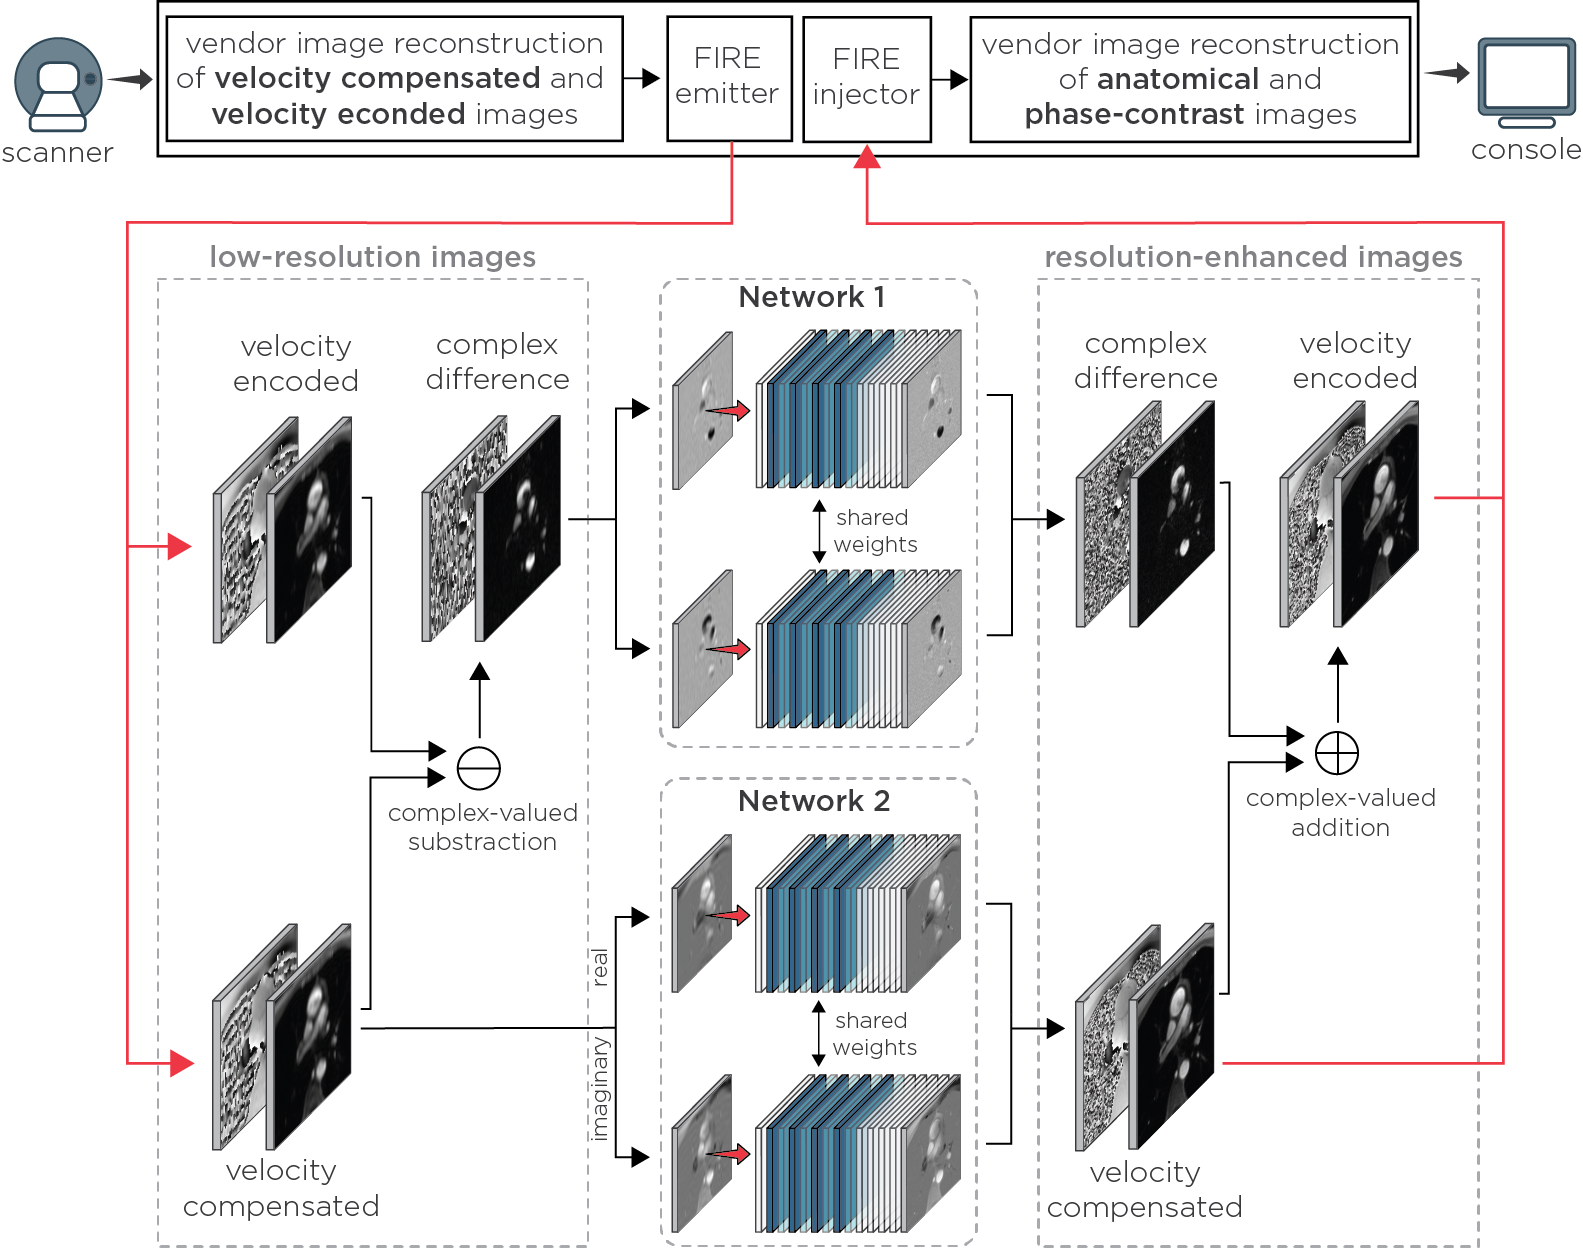 vendor image reconstruction
of velocity compensated and
velocity econded images
FIRE
emitter
FIRE
injector
vendor image reconstruction
of anatomical and
phase-contrast images
scanner
console
low-resolution images
resolution-enhanced images
Network 1
velocity
encoded
complex
difference
complex
difference
velocity
encoded
shared
weights
complex-valued
substraction
complex-valued
addition
Network 2
real
imaginary
shared
weights
velocity
compensated
velocity
compensated